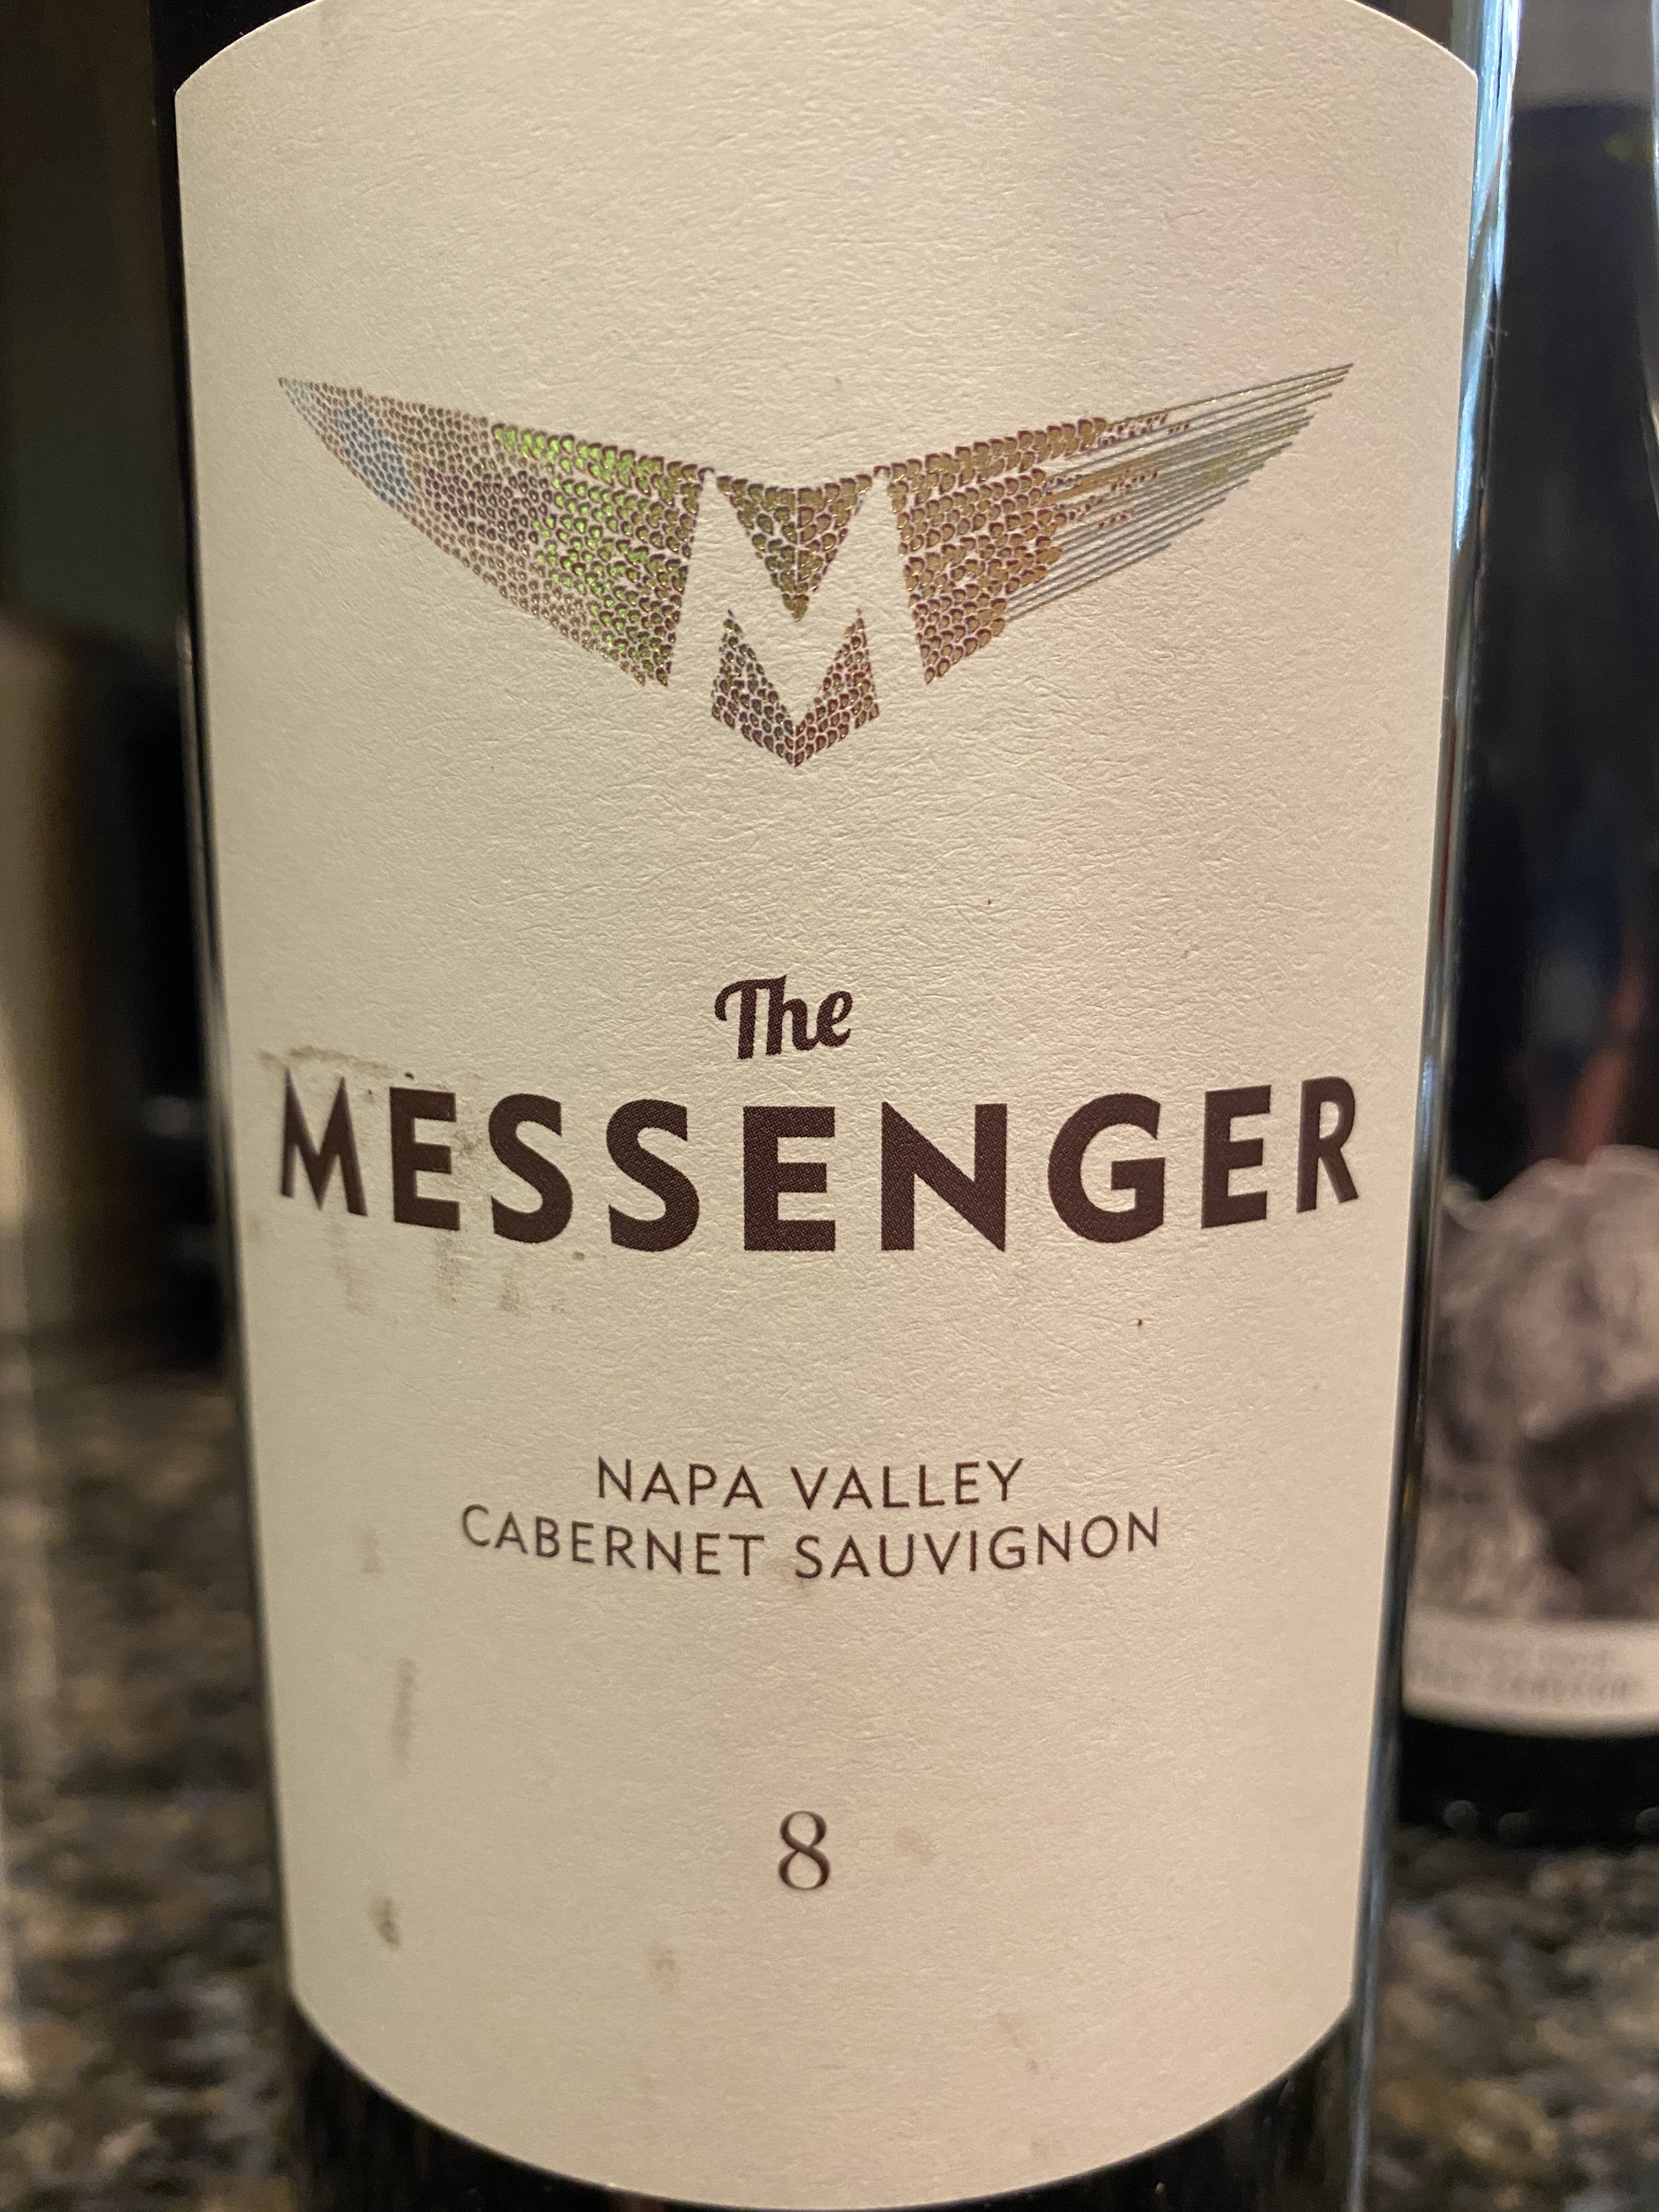 M
The
MESSENGER
NAPA VALLEY
CABERNET SAUVIGNON
8